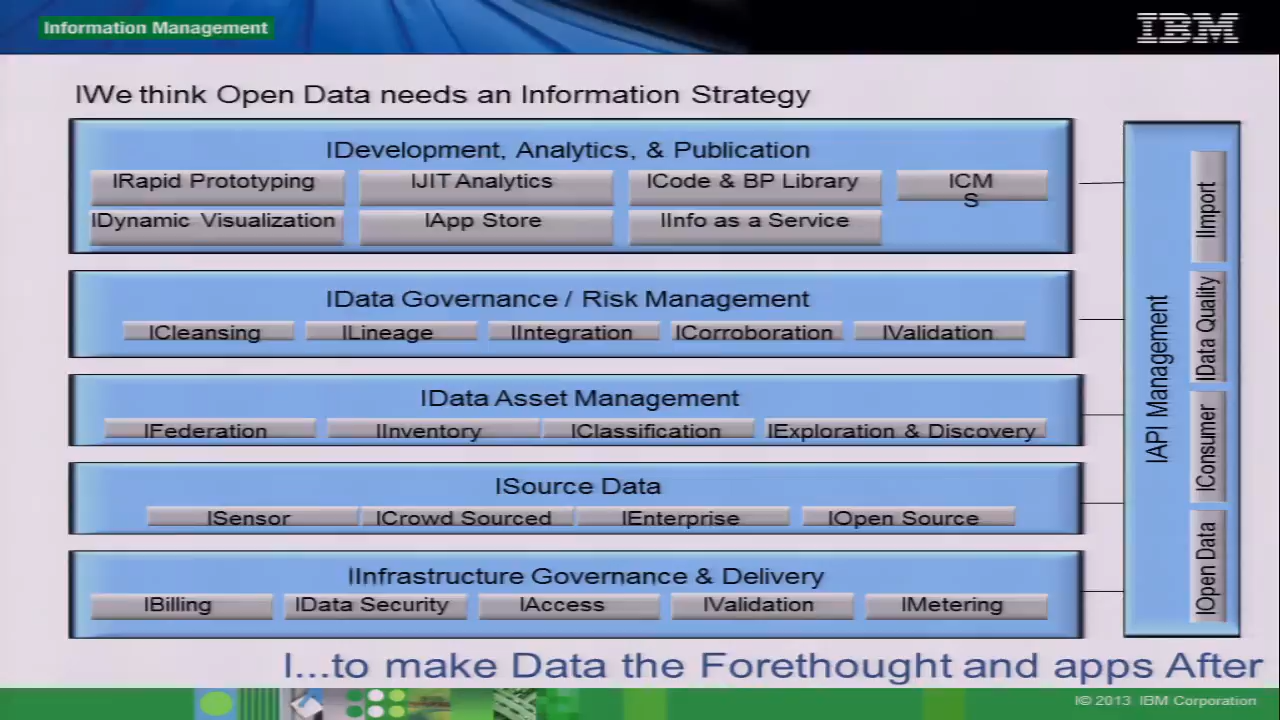 Information Management
IBM
IWe think Open Data needs an Information Strategy
IDevelopment, Analytics, & Publication
IRapid Prototyping
IJIT Analytics
ICode & BP Library
ICM
S
IDynamic Visualization
IApp Store
IInfo as a Service
IData Governance / Risk Management
ICleansing
ILineage
IIntegration
ICorroboration
IValidation
IData Asset Management
IFederation
IInventory
IClassification
IExploration & Discovery
ISource Data
ISensor
ICrowd Sourced
IEnterprise
IOpen Source
IInfrastructure Governance & Delivery
IBilling
IData Security
IAccess
IValidation
IMetering
IAPI Management
IImport
IData Quality
IConsumer
IOpen Data
I...to make Data the Forethought and apps After
I© 2013 IBM Corporation